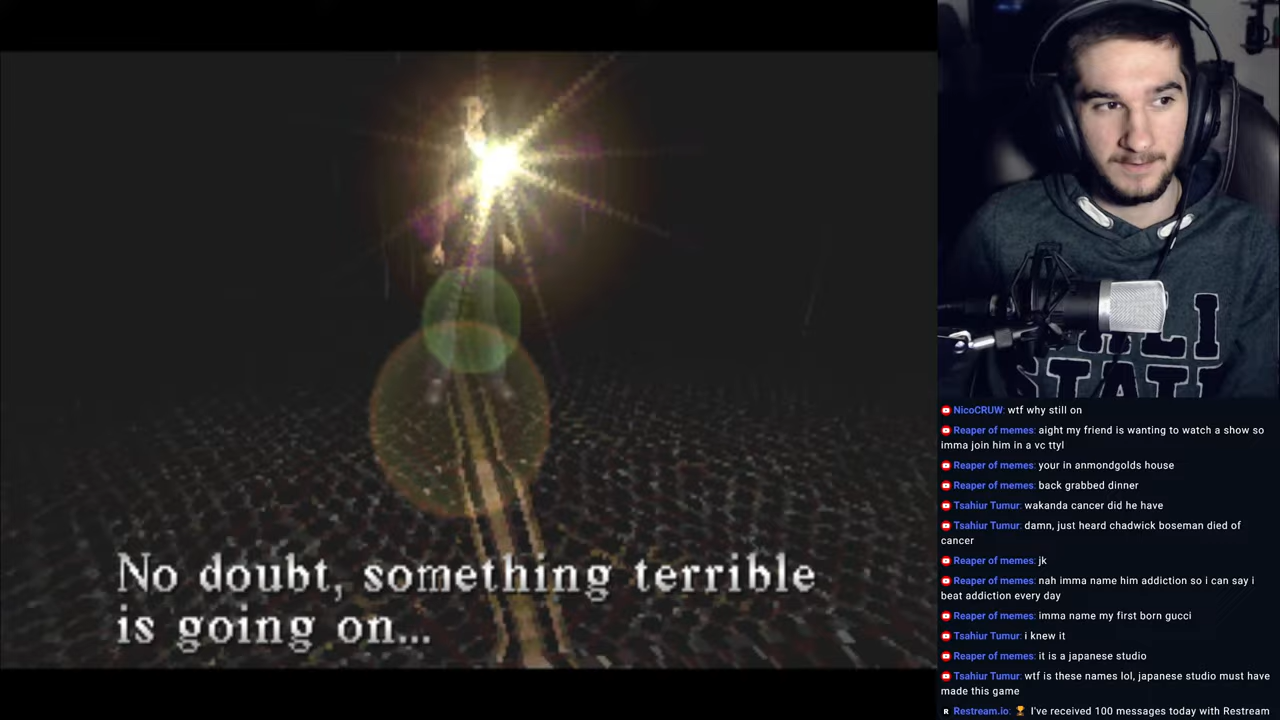 No doubt, something terrible
is going on...
NicoCRUW: wtf why still on
Reaper of memes: aight my friend is wanting to watch a show so
imma join him in a vc ttyl
Reaper of memes: your in anmondgolds house
Reaper of memes: back grabbed dinner
Tsahiur Tumur: wakanda cancer did he have
Tsahiur Tumur: damn, just heard chadwick boseman died of
cancer
Reaper of memes: jk
Reaper of memes: nah imma name him addiction so i can say i
beat addiction every day
Reaper of memes: imma name my first born gucci
Tsahiur Tumur: i knew it
Reaper of memes: it is a japanese studio
Tsahiur Tumur: wtf is these names lol, japanese studio must have
made this game
R Restream.io: 🏆 I've received 100 messages today with Restream